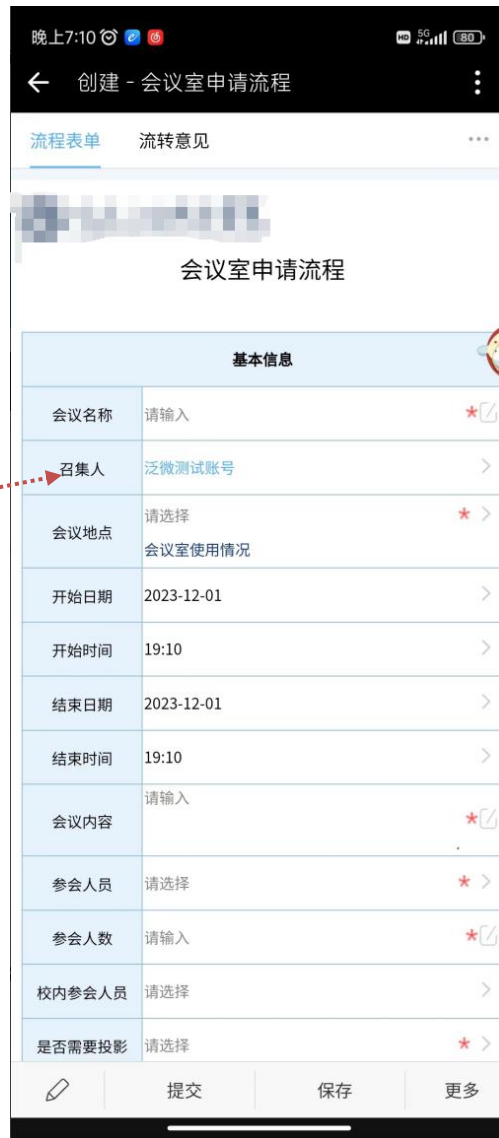 晚上7:10
HD 5G 80
创建 - 会议室申请流程
流程表单 流转意见
会议室申请流程
基本信息
会议名称 请输入 *
召集人 泛微测试账号
会议地点 请选择 *
会议室使用情况
开始日期 2023-12-01
开始时间 19:10
结束日期 2023-12-01
结束时间 19:10
会议内容 请输入 *
参会人员 请选择 *
参会人数 请输入 *
校内参会人员 请选择
是否需要投影 请选择 *
提交 保存 更多